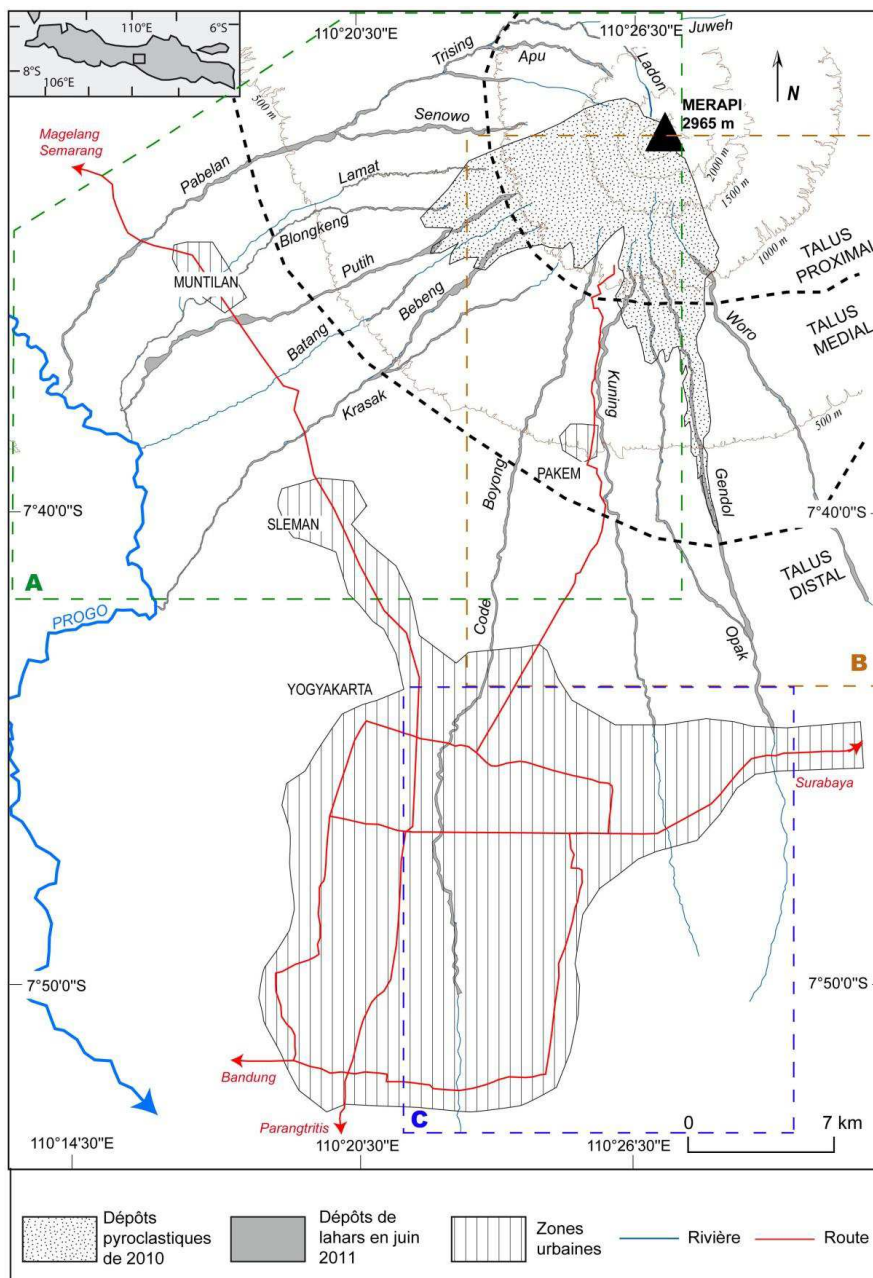 110°E
6°S
8°S
106°E
110°20'30"E
110°26'30"E
Juweh
Trising
Apu
Ladon
MERAPI
2965 m
N
500 m
Senowo
Magelang
Semarang
Pabelan
Lamat
2000 m
1500 m
1000 m
Blongkeng
TALUS
PROXIMAL
MUNTILAN
Putih
Batang
Bebeng
Woro
TALUS
MEDIAL
Krasak
Kuning
500 m
Boyong
PAKEM
Gendol
SLEMAN
7°40'0"S
7°40'0"S
TALUS
DISTAL
A
PROGO
Code
Opak
B
YOGYAKARTA
Surabaya
7°50'0"S
7°50'0"S
Bandung
C
Parangtritis
0
7 km
110°14'30"E
110°20'30"E
110°26'30"E
Dépôts
pyroclastiques
de 2010
Dépôts de
lahars en juin
2011
Zones
urbaines
Rivière
Route